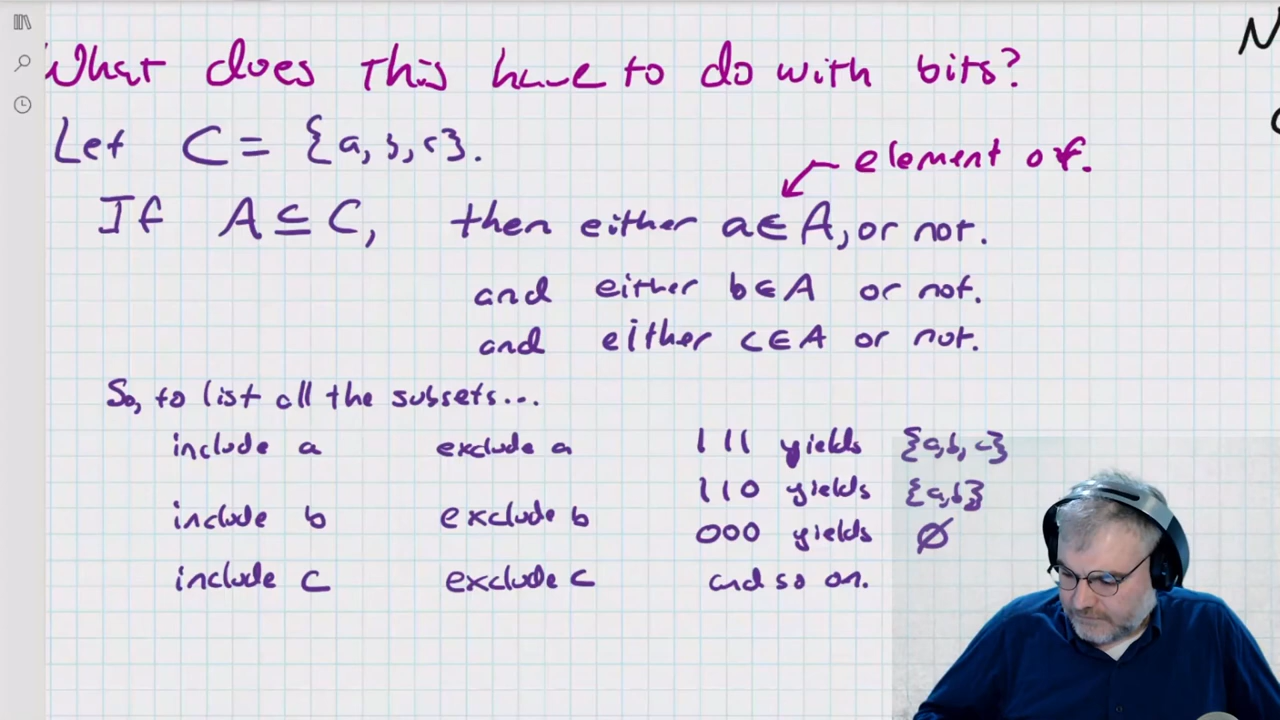 What does this have to do with bits?
Let C = {a, b, c}.
element of.
If A ⊆ C, then either a ∈ A, or not.
and either b ∈ A or not.
and either c ∈ A or not.
So, to list all the subsets...
include a exclude a 111 yields {a,b,c}
110 yields {a,b}
include b exclude b 000 yields ∅
include c exclude c and so on.